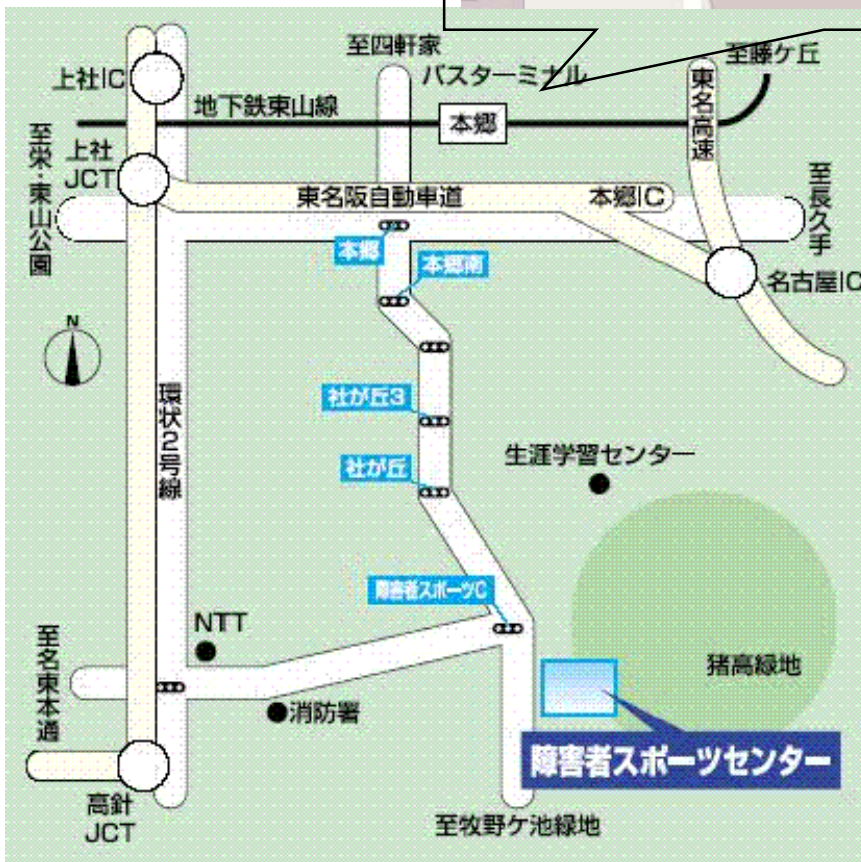 至四軒家
バスターミナル
至藤ケ丘
上社IC
地下鉄東山線
本郷
東名高速
至栄・東山公園
上社
JCT
東名阪自動車道
本郷IC
至長久手
本郷
本郷南
名古屋IC
N
環状2号線
社が丘3
社が丘
生涯学習センター
障害者スポーツC
NTT
至名東本通
消防署
猪高緑地
障害者スポーツセンター
高針
JCT
至牧野ケ池緑地